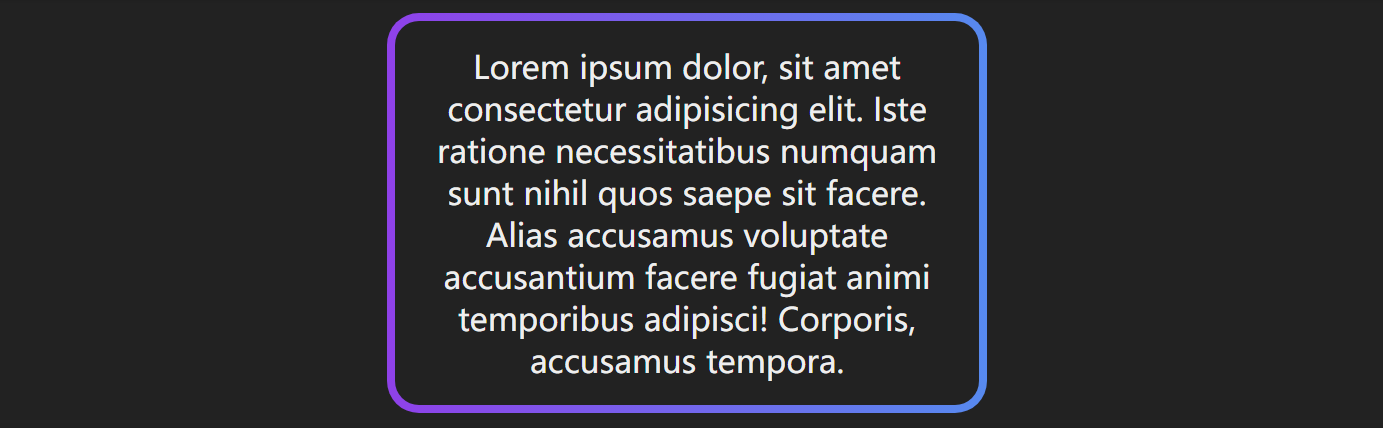 Lorem ipsum dolor, sit amet
consectetur adipisicing elit. Iste
ratione necessitatibus numquam
sunt nihil quos saepe sit facere.
Alias accusamus voluptate
accusantium facere fugiat animi
temporibus adipisci! Corporis,
accusamus tempora.